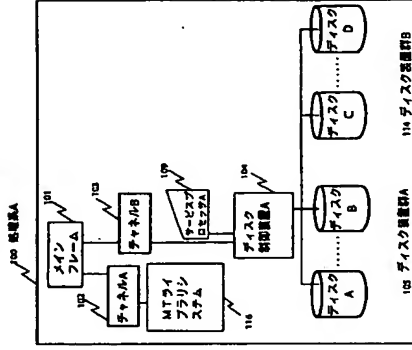 100 処理系A
101
メイン
フレーム
102
チャネルA
103
チャネルB
109
サービスプ
ロセッサA
MTライ
ブラリシ
ステム
116
104
ディスク
制御装置A
ディスク
A
ディスク
B
ディスク
C
ディスク
D
105 ディスク装置群A
114 ディスク装置群B